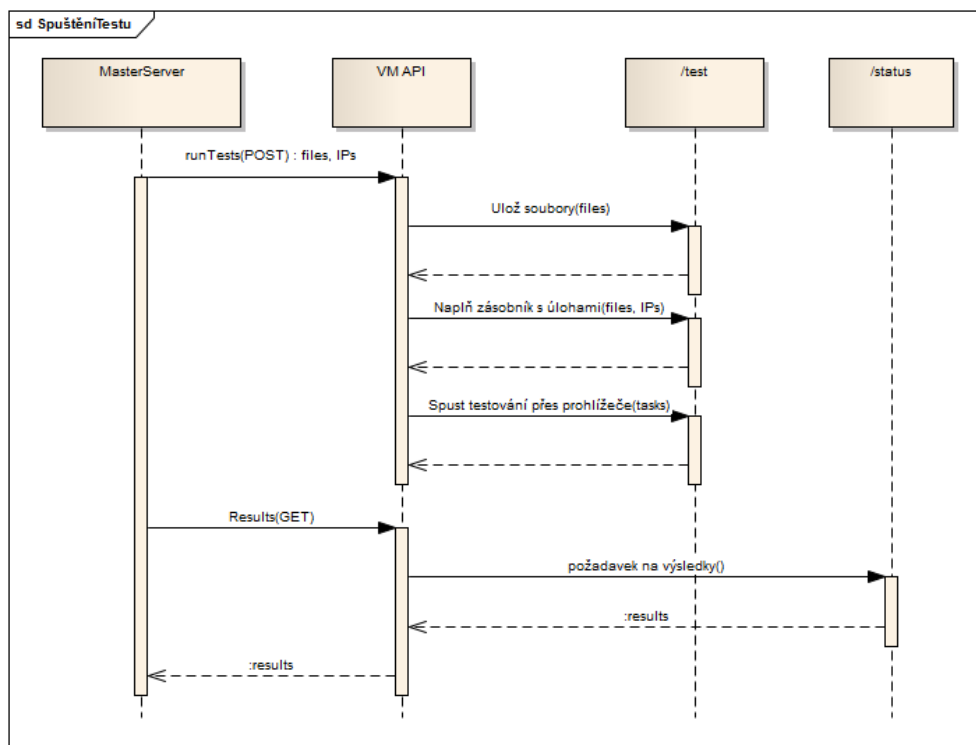 sd SpuštěníTestu
MasterServer
VM API
/test
/status
runTests(POST) : files, IPs
Ulož soubory(files)
Naplň zásobník s úlohami(files, IPs)
Spust testování přes prohlížeče(tasks)
Results(GET)
požadavek na výsledky()
:results
:results